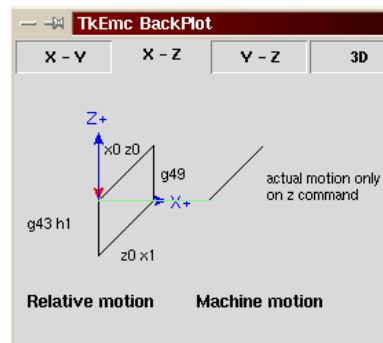 TkEmc BackPlot
X - Y X - Z Y - Z 3D
Z+
x0 z0
g49
actual motion only
on z command
X+
g43 h1
z0 x1
Relative motion Machine motion